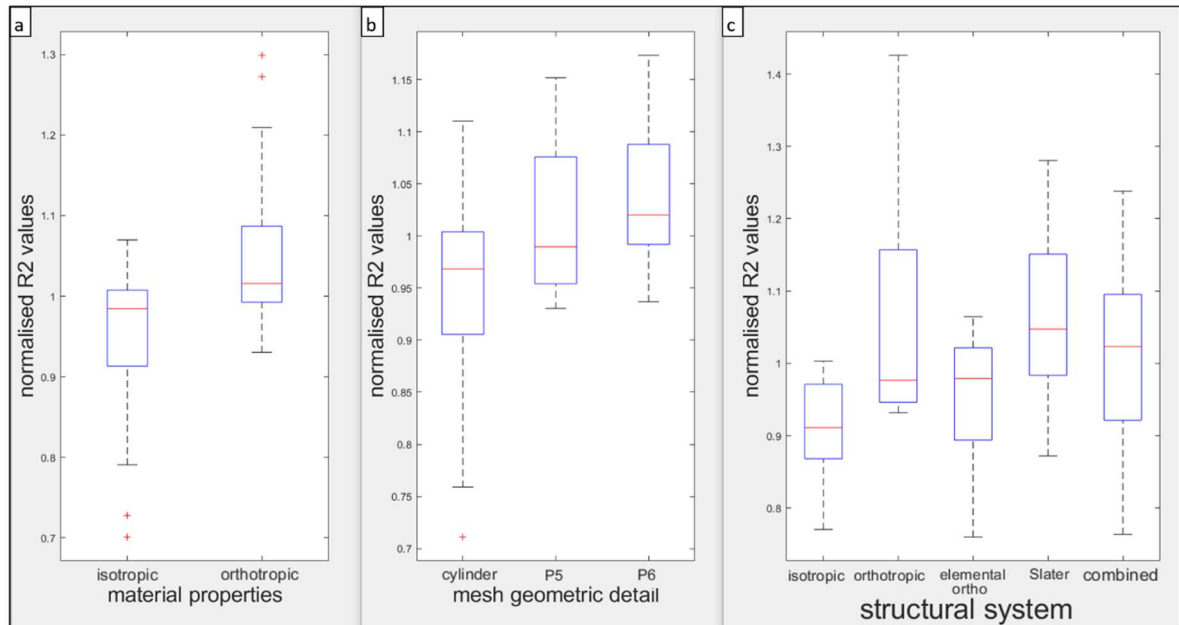 a
normalised R2 values
1.3
1.2
1.1
1
0.9
0.8
0.7
isotropic
orthotropic
material properties
b
normalised R2 values
1.15
1.1
1.05
1
0.95
0.9
0.85
0.8
0.75
0.7
cylinder
P5
P6
mesh geometric detail
c
normalised R2 values
1.4
1.3
1.2
1.1
1
0.9
0.8
isotropic
orthotropic
elemental
ortho
Slater
combined
structural system